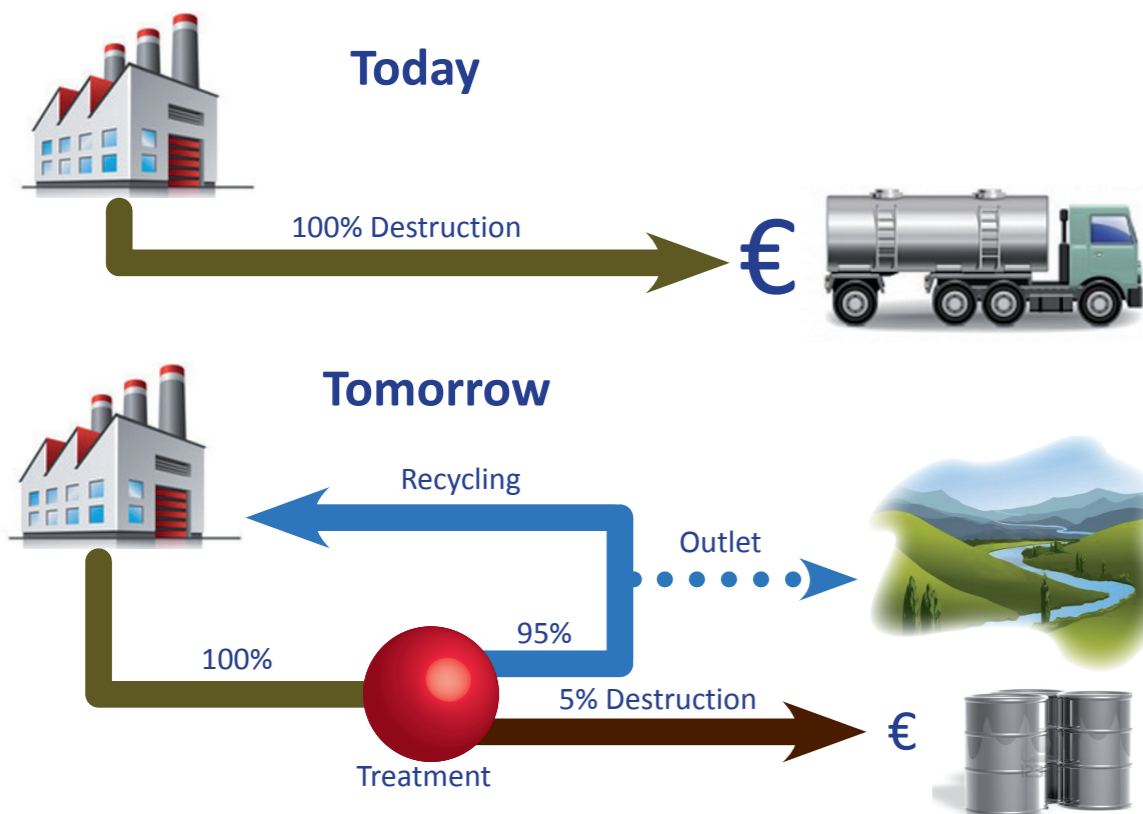 Today
100% Destruction
€
Tomorrow
Recycling
Outlet
95%
100%
5% Destruction
€
Treatment